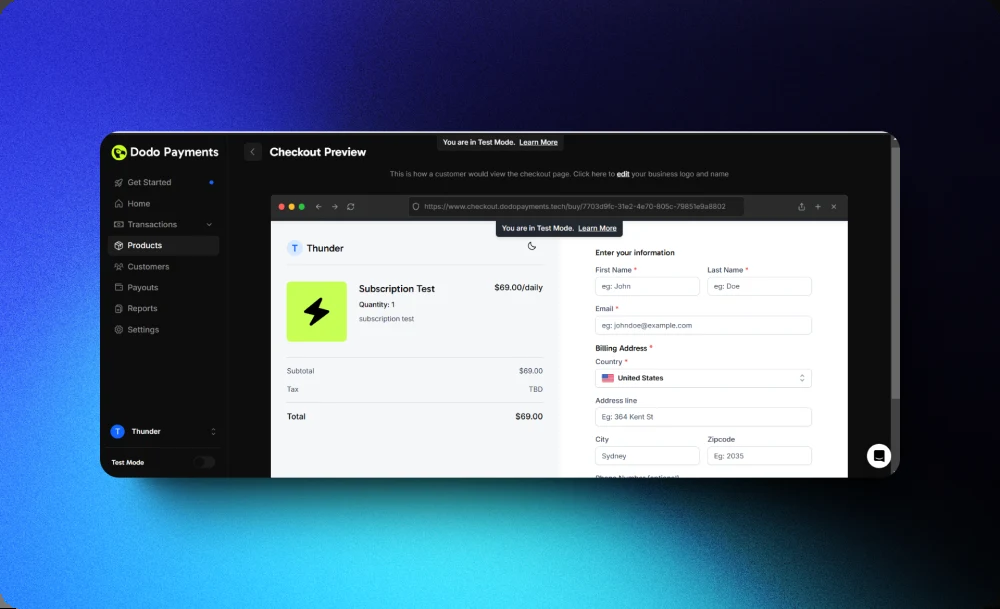 Dodo Payments
Get Started
Home
Transactions
Products
Customers
Payouts
Reports
Settings
T Thunder
Test Mode
You are in Test Mode. Learn More
Checkout Preview
This is how a customer would view the checkout page. Click here to edit your business logo and name
https://www.checkout.dodopayments.tech/buy/7703d9fc-31e2-4e70-805c-79851e9a8802
You are in Test Mode. Learn More
T Thunder
Subscription Test $69.00/daily
Quantity: 1
subscription test
Subtotal $69.00
Tax TBD
Total $69.00
Enter your information
First Name * Last Name *
eg: John eg: Doe
Email *
eg: johndoe@example.com
Billing Address *
Country *
United States
Address line
Eg: 364 Kent St
City Zipcode
Sydney Eg: 2035
Phone Number (optional)